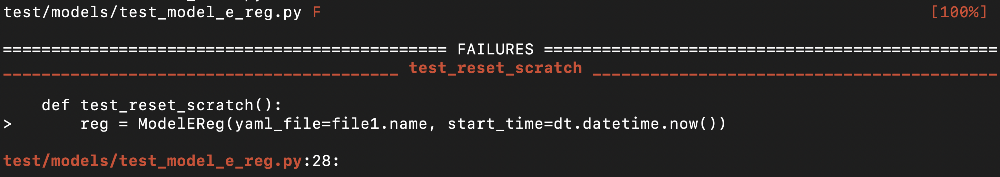 test/models/test_model_e_reg.py F [100%]
============================================== FAILURES ===============================================
_________________________________________ test_reset_scratch __________________________________________
    def test_reset_scratch():
>       reg = ModelEReg(yaml_file=file1.name, start_time=dt.datetime.now())
test/models/test_model_e_reg.py:28: